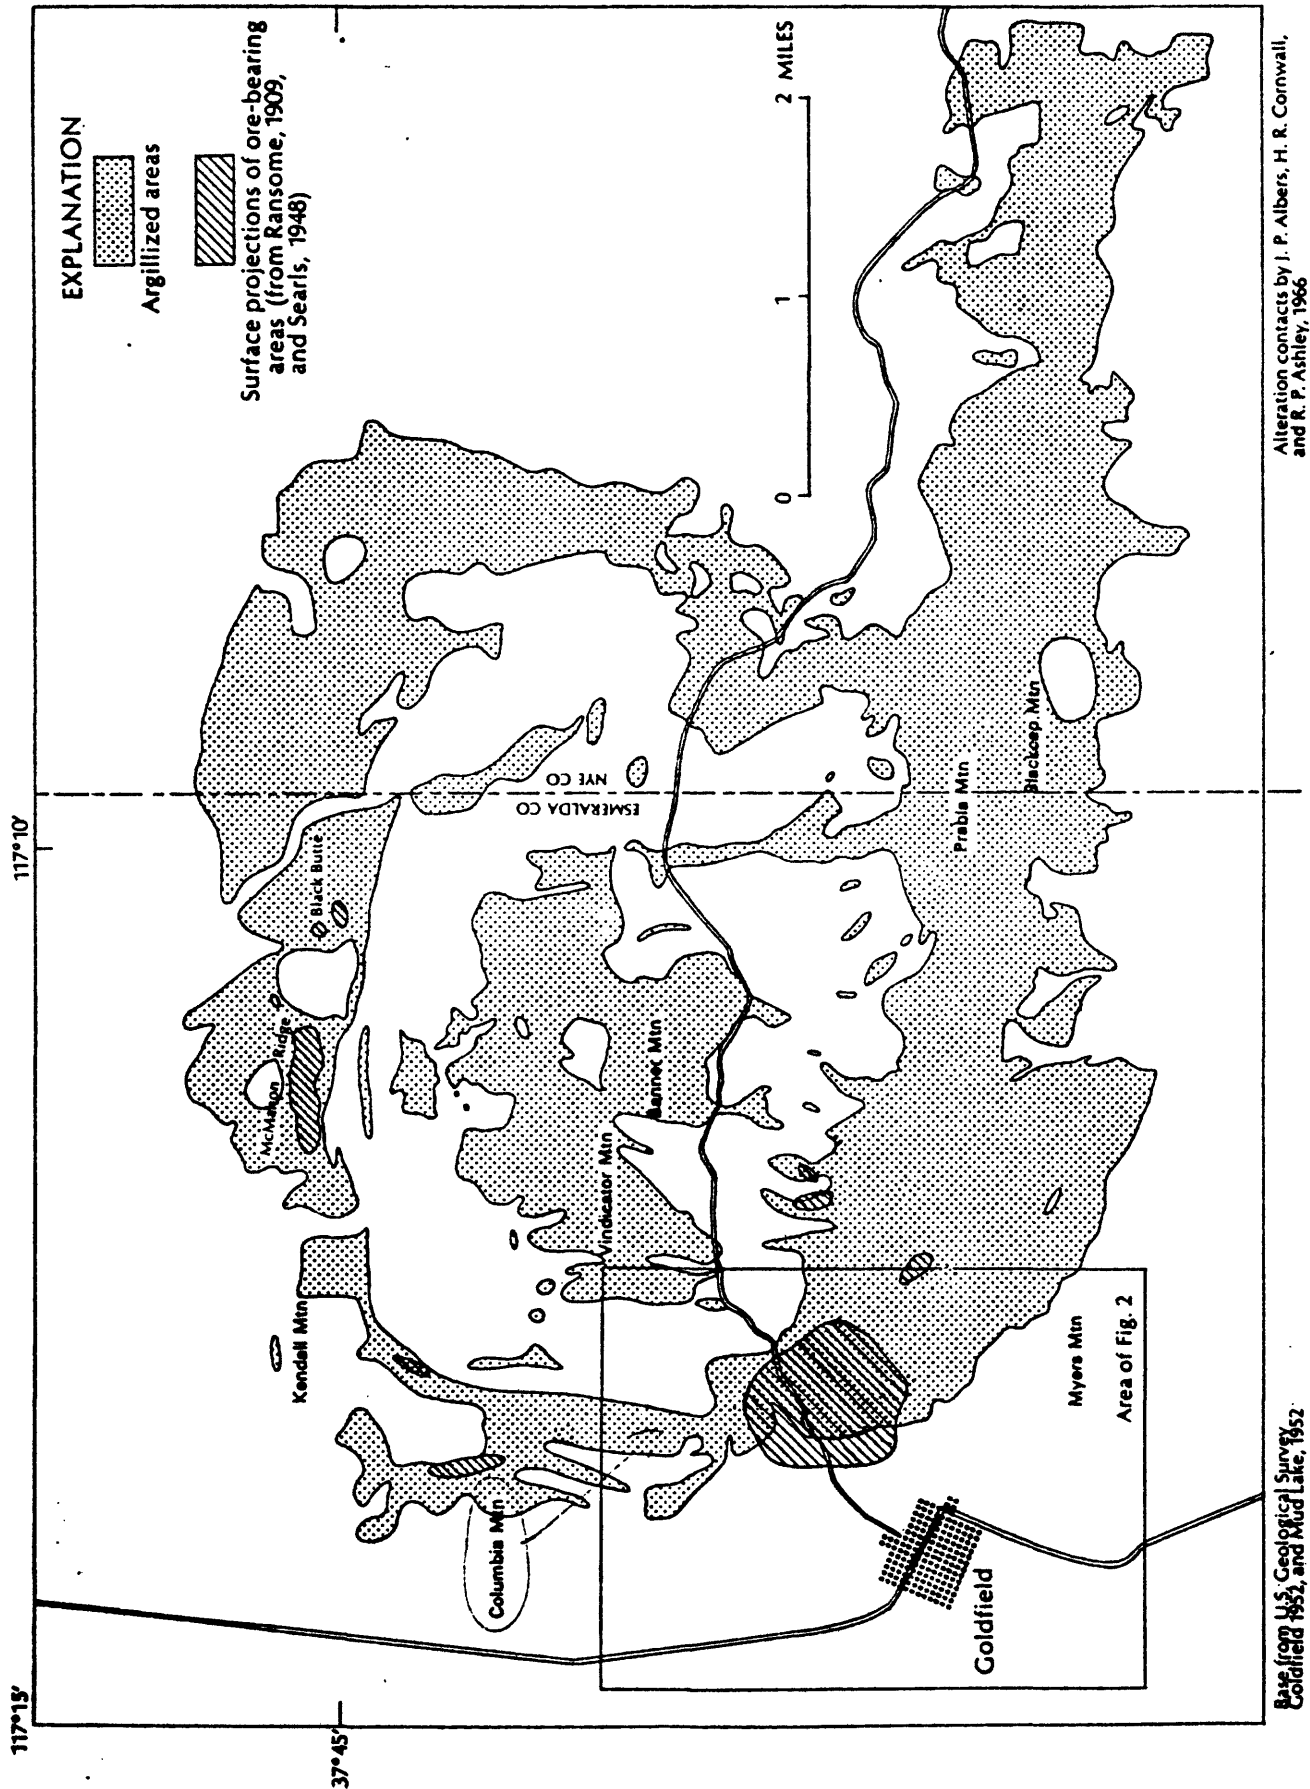 117°15'
117°10'
37°45'
EXPLANATION
Argillized areas
Surface projections of ore-bearing
areas (from Ransome, 1909,
and Searls, 1948)
Kendall Mtn
McMahon
Ridge
Black Butte
Columbia Mtn
Vindicator Mtn
Banner Mtn
ESMERALDA CO
NYE CO
0
1
2 MILES
Preble Mtn
Blackcap Mtn
Goldfield
Myers Mtn
Area of Fig. 2
Base from U.S. Geological Survey
Goldfield 1952, and Mud Lake, 1952
Alteration contacts by J. P. Albers, H. R. Cornwall,
and R. P. Ashley, 1966